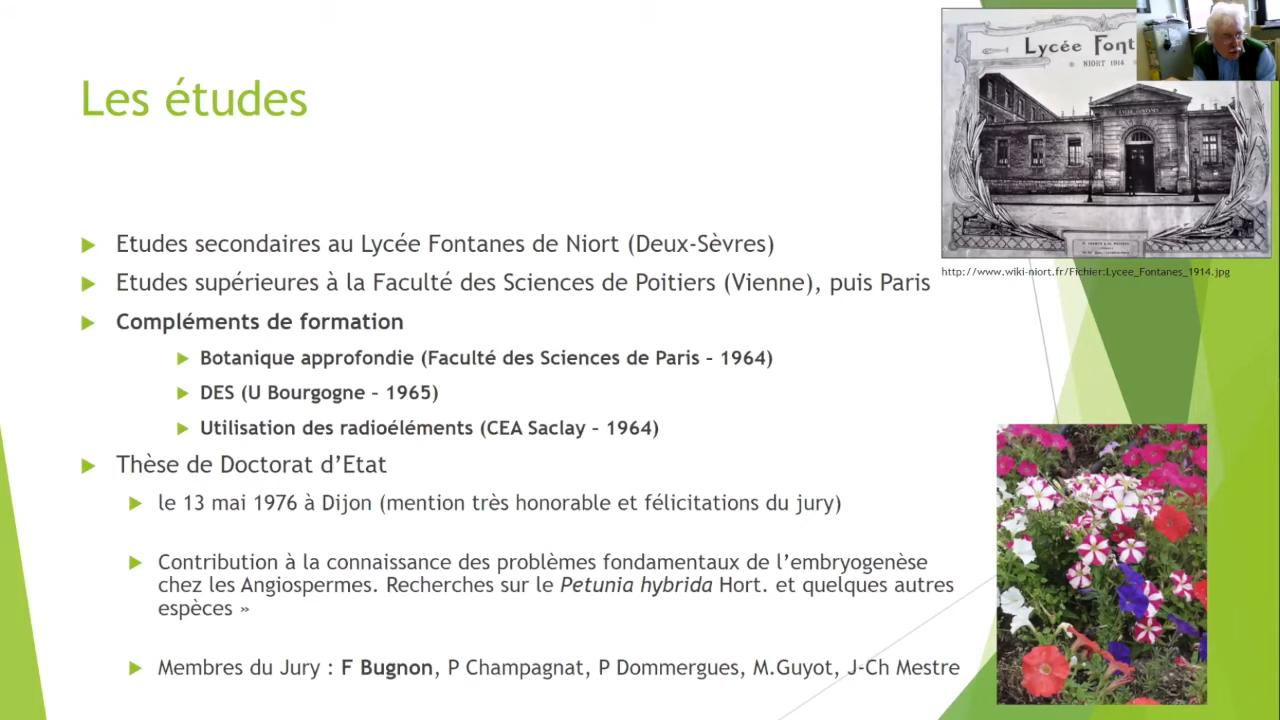 Les études
Lycée Font
NIORT 1914
LYCÉE FONTANES
http://www.wiki-niort.fr/Fichier:Lycee_Fontanes_1914.jpg
Etudes secondaires au Lycée Fontanes de Niort (Deux-Sèvres)
Etudes supérieures à la Faculté des Sciences de Poitiers (Vienne), puis Paris
Compléments de formation
Botanique approfondie (Faculté des Sciences de Paris – 1964)
DES (U Bourgogne – 1965)
Utilisation des radioéléments (CEA Saclay – 1964)
Thèse de Doctorat d’Etat
le 13 mai 1976 à Dijon (mention très honorable et félicitations du jury)
Contribution à la connaissance des problèmes fondamentaux de l’embryogenèse
chez les Angiospermes. Recherches sur le Petunia hybrida Hort. et quelques autres
espèces »
Membres du Jury : F Bugnon, P Champagnat, P Dommergues, M.Guyot, J-Ch Mestre